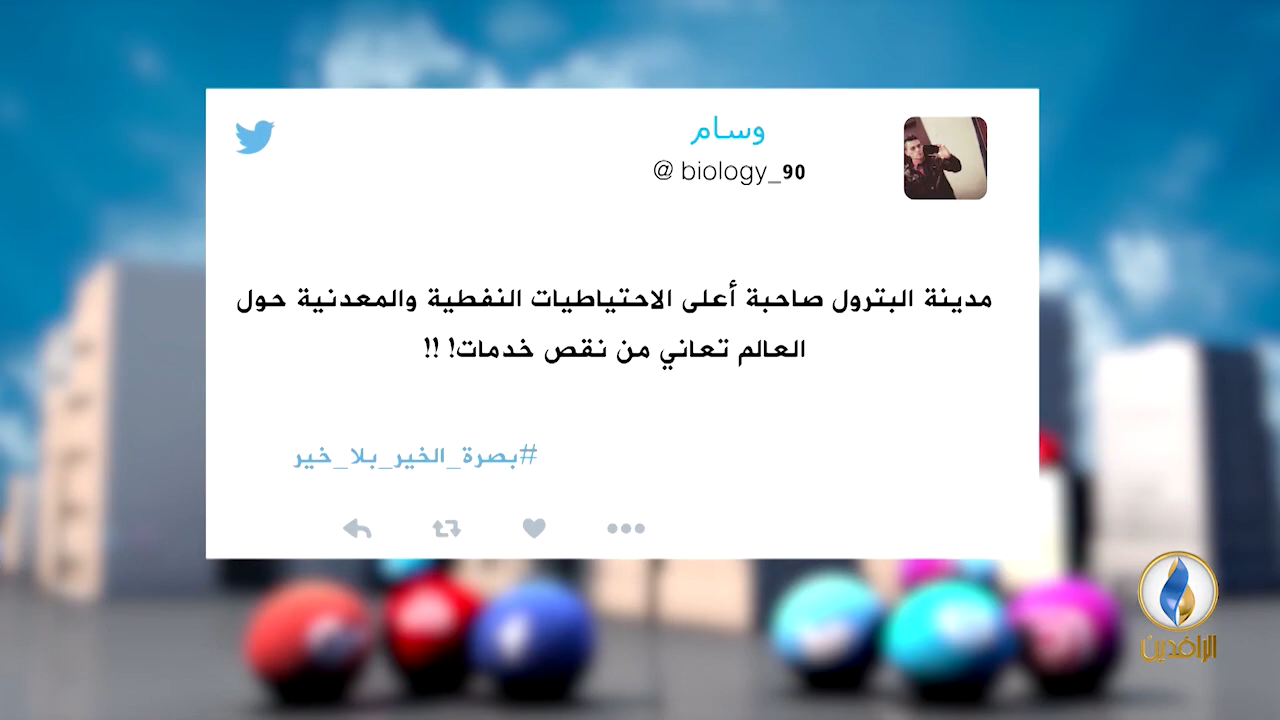 وسام
@ biology_90
مدينة البترول صاحبة أعلى الاحتياطيات النفطية والمعدنية حول
العالم تعاني من نقص خدمات! !!
#بصرة_الخير_بلا_خير
الرافدين